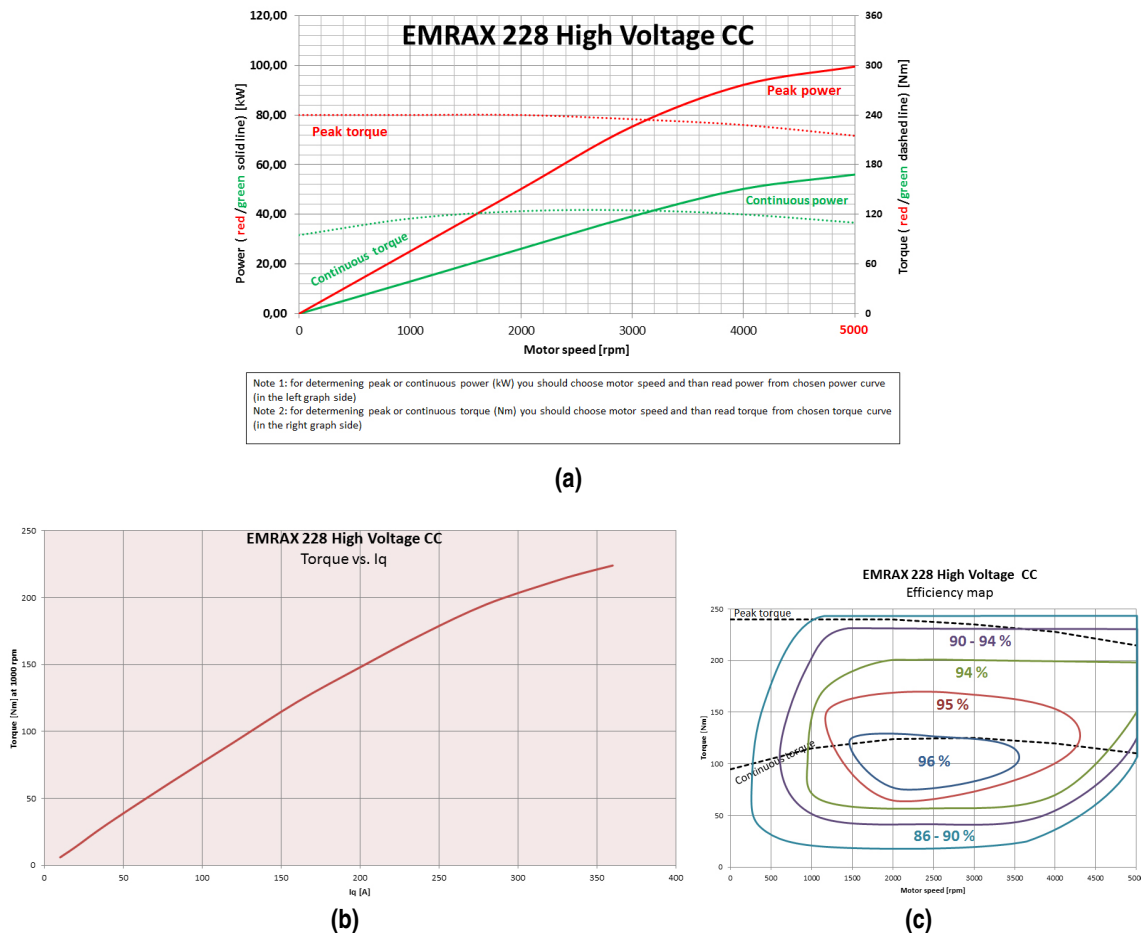 EMRAX 228 High Voltage CC
120,00
100,00
80,00
60,00
40,00
20,00
0,00
360
300
240
180
120
60
0
Power ( red/green solid line) [kW]
Torque ( red/green dashed line) [Nm]
Peak power
Peak torque
Continuous power
Continuous torque
0
1000
2000
3000
4000
5000
Motor speed [rpm]
Note 1: for determening peak or continuous power (kW) you should choose motor speed and than read power from chosen power curve
(in the left graph side)
Note 2: for determening peak or continuous torque (Nm) you should choose motor speed and than read torque from chosen torque curve
(in the right graph side)
(a)
EMRAX 228 High Voltage CC
Torque vs. Iq
250
200
150
100
50
0
Torque [Nm] at 1000 rpm
0
50
100
150
200
250
300
350
400
Iq [A]
(b)
EMRAX 228 High Voltage CC
Efficiency map
250
200
150
100
50
0
Torque [Nm]
Peak torque
90 - 94 %
94 %
95 %
96 %
Continuous torque
86 - 90 %
0
500
1000
1500
2000
2500
3000
3500
4000
4500
5000
Motor speed [rpm]
(c)